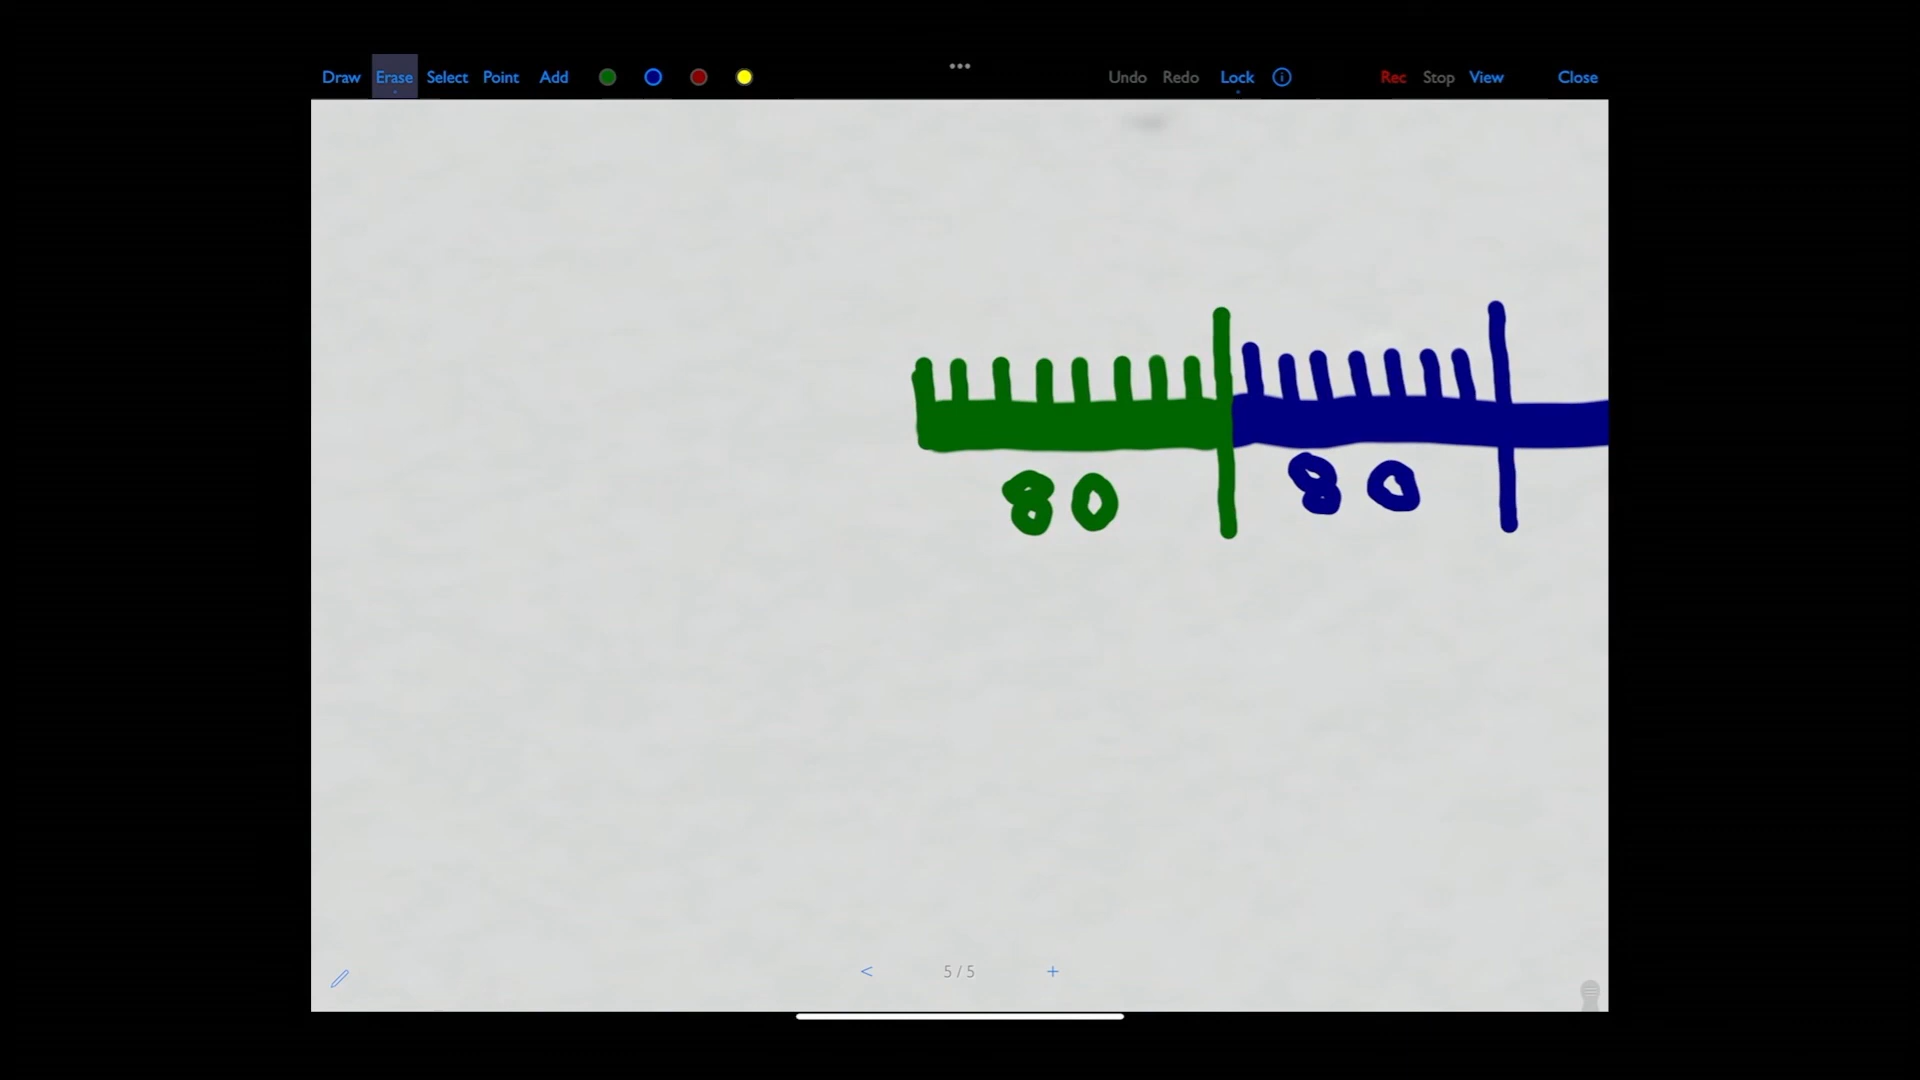 Draw Erase Select Point Add Undo Redo Lock Rec Stop View Close
80 80
< 5 / 5 +